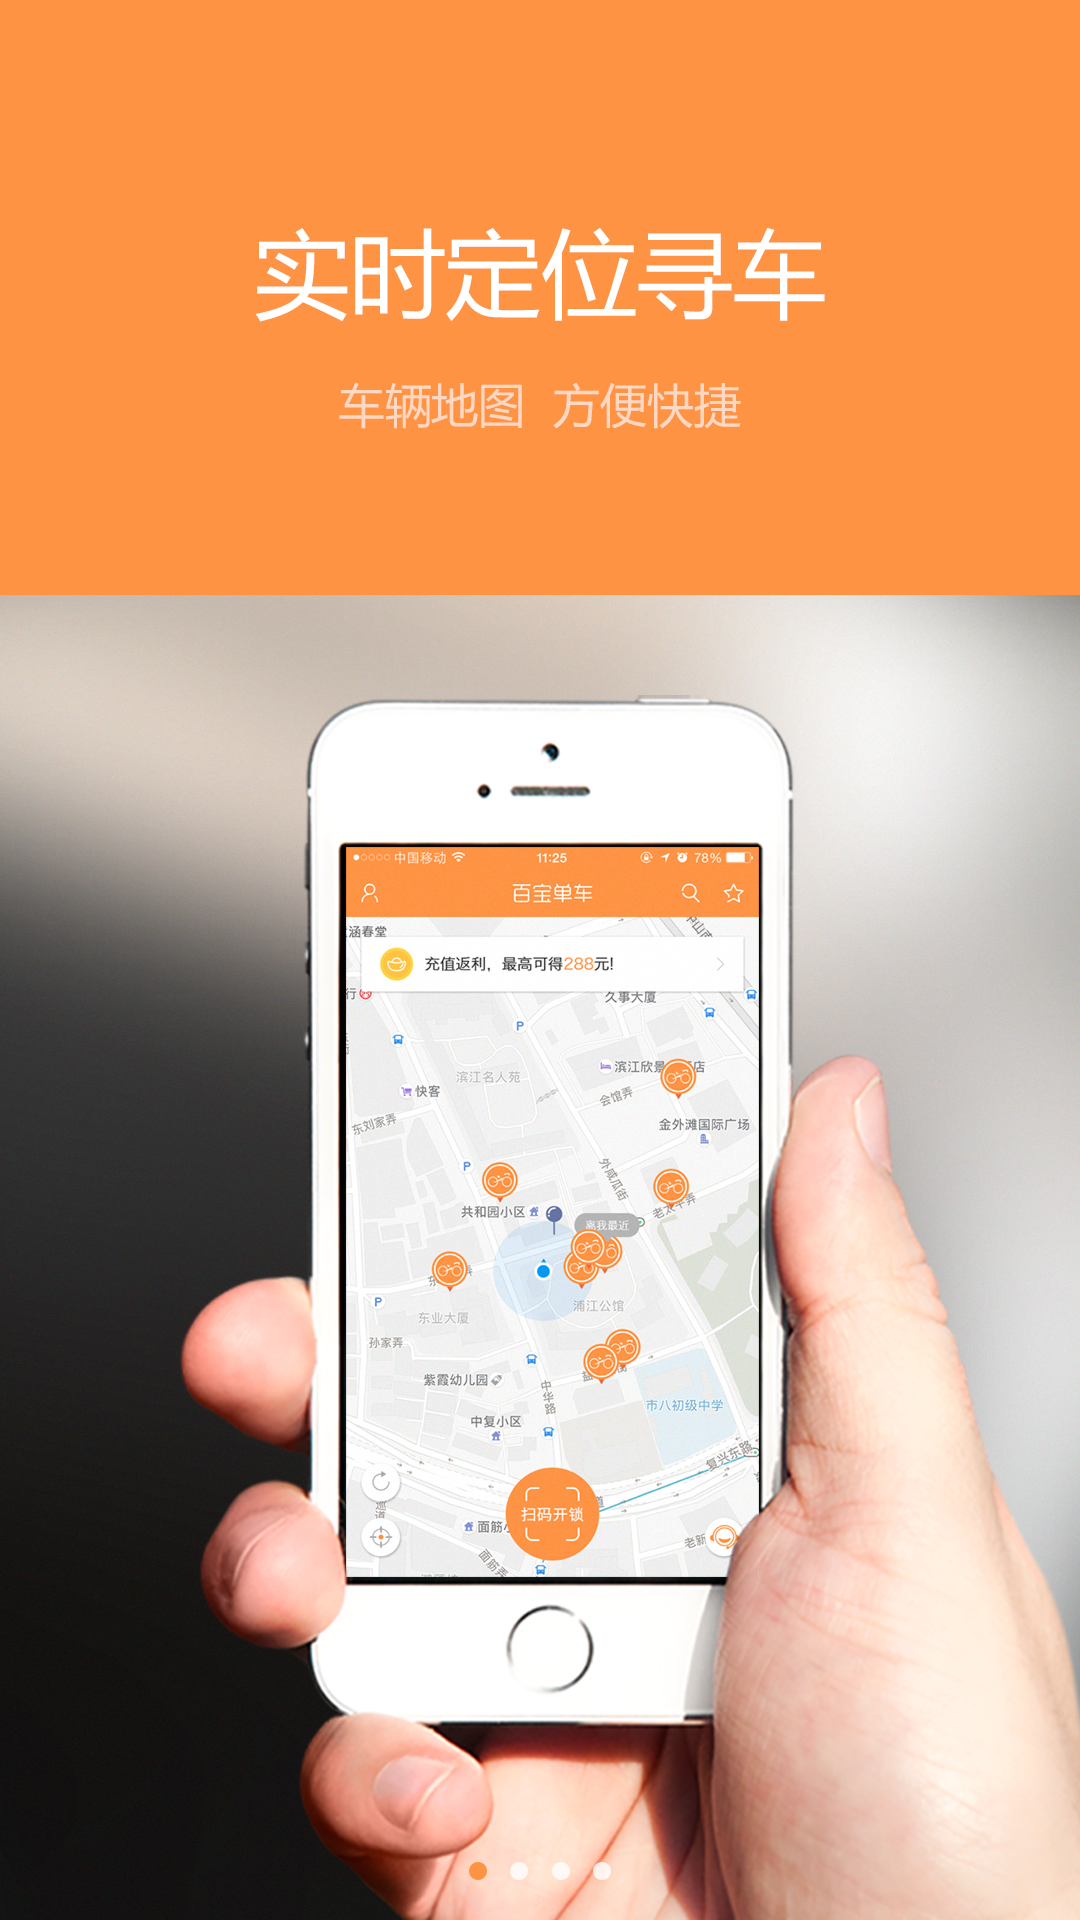 实时定位寻车
车辆地图 方便快捷
中国移动
11:25
78%
百宝单车
涵春堂
充值返利，最高可得288元!
行
久事大厦
P
滨江名人苑
快客
会馆弄
金外滩国际广场
东刘家弄
P
外咸瓜街
共和园小区
离我最近
P
浦江公馆
东业大厦
孙家弄
紫霞幼儿园
中华路
市八初级中学
中复小区
复兴东路
扫码开锁
巡道
面筋
老新
面筋弄